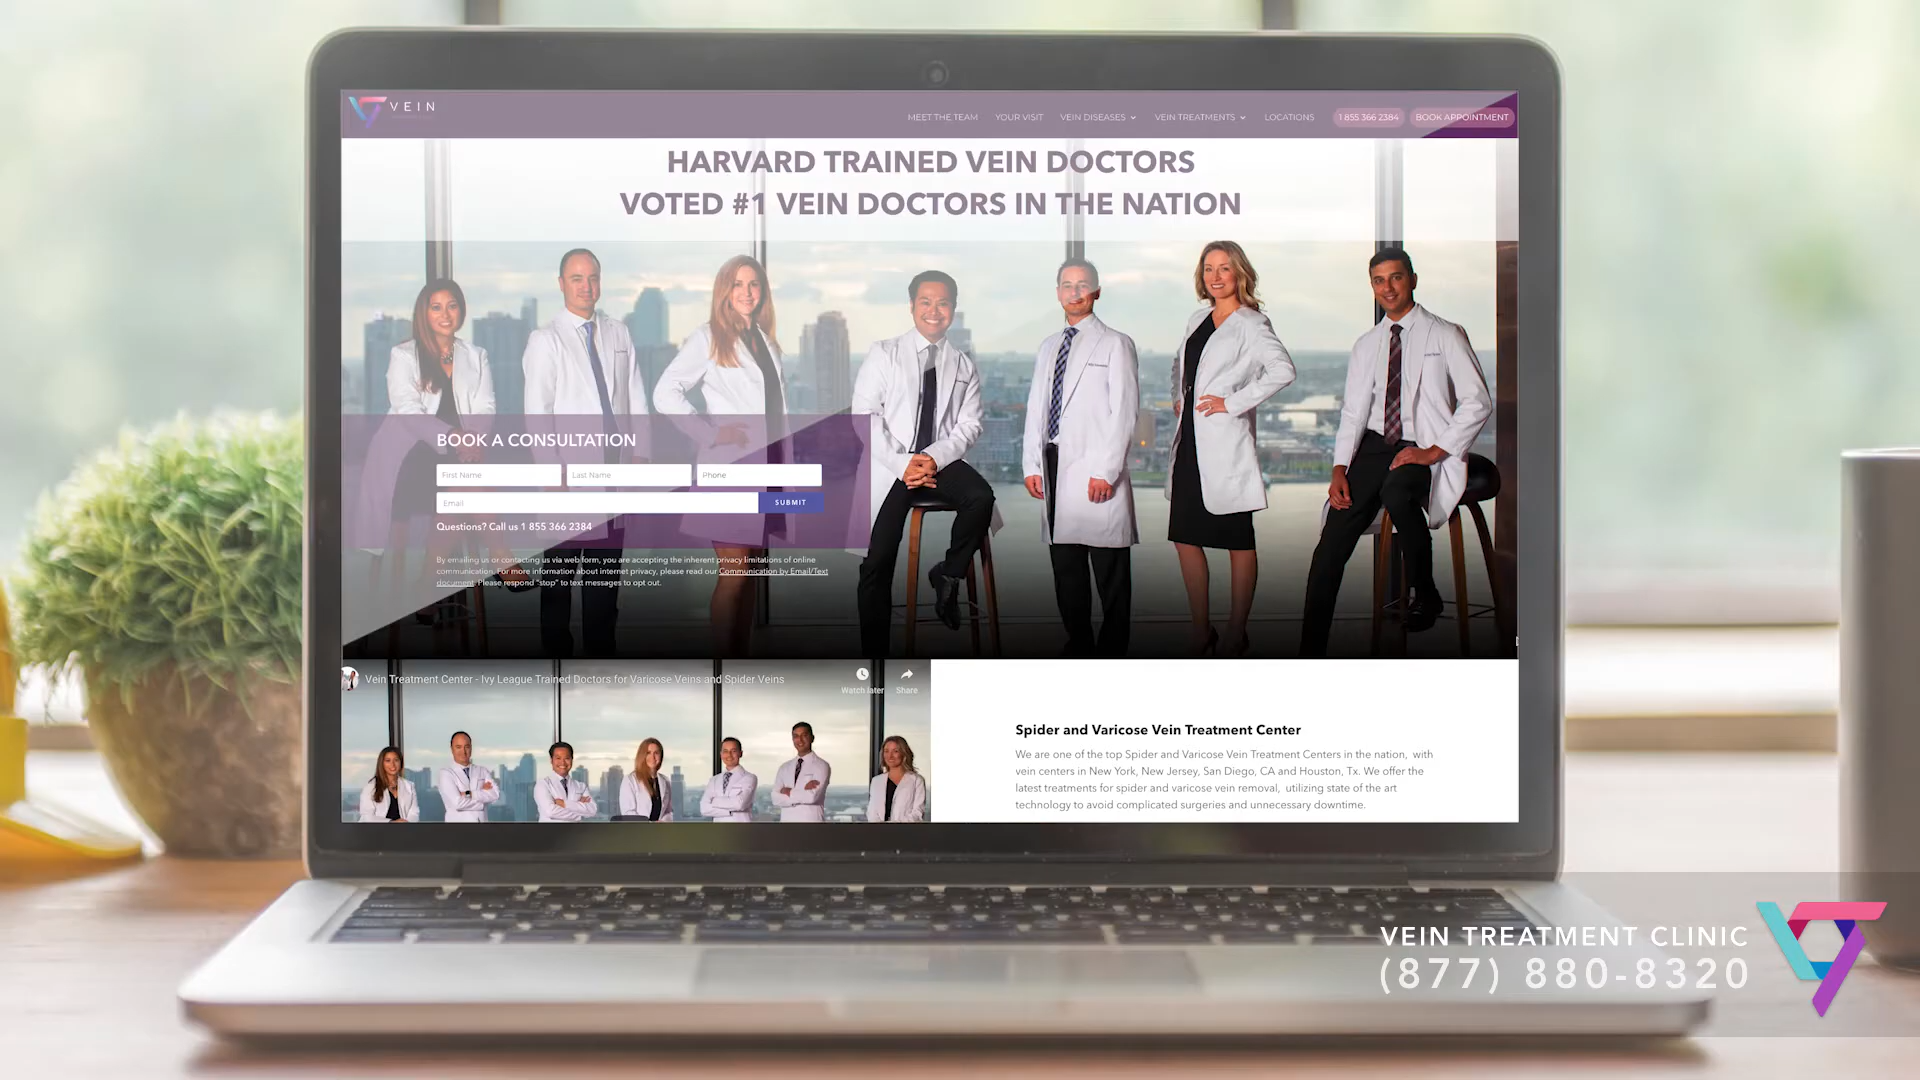 VEIN
MEET THE TEAM
YOUR VISIT
VEIN DISEASES
VEIN TREATMENTS
LOCATIONS
1 855 366 2384
BOOK APPOINTMENT
HARVARD TRAINED VEIN DOCTORS
VOTED #1 VEIN DOCTORS IN THE NATION
BOOK A CONSULTATION
First Name
Last Name
Phone
Email
SUBMIT
Questions? Call us 1 855 366 2384
By emailing us or contacting us via web form, you are accepting the inherent privacy limitations of online
communication. For more information about internet privacy, please read our Communication by Email/Text
document. Please respond "stop" to text messages to opt out.
Vein Treatment Center - Ivy League Trained Doctors for Varicose Veins and Spider Veins
Watch later
Share
Spider and Varicose Vein Treatment Center
We are one of the top Spider and Varicose Vein Treatment Centers in the nation, with
vein centers in New York, New Jersey, San Diego, CA and Houston, Tx. We offer the
latest treatments for spider and varicose vein removal, utilizing state of the art
technology to avoid complicated surgeries and unnecessary downtime.
VEIN TREATMENT CLINIC
(877) 880-8320